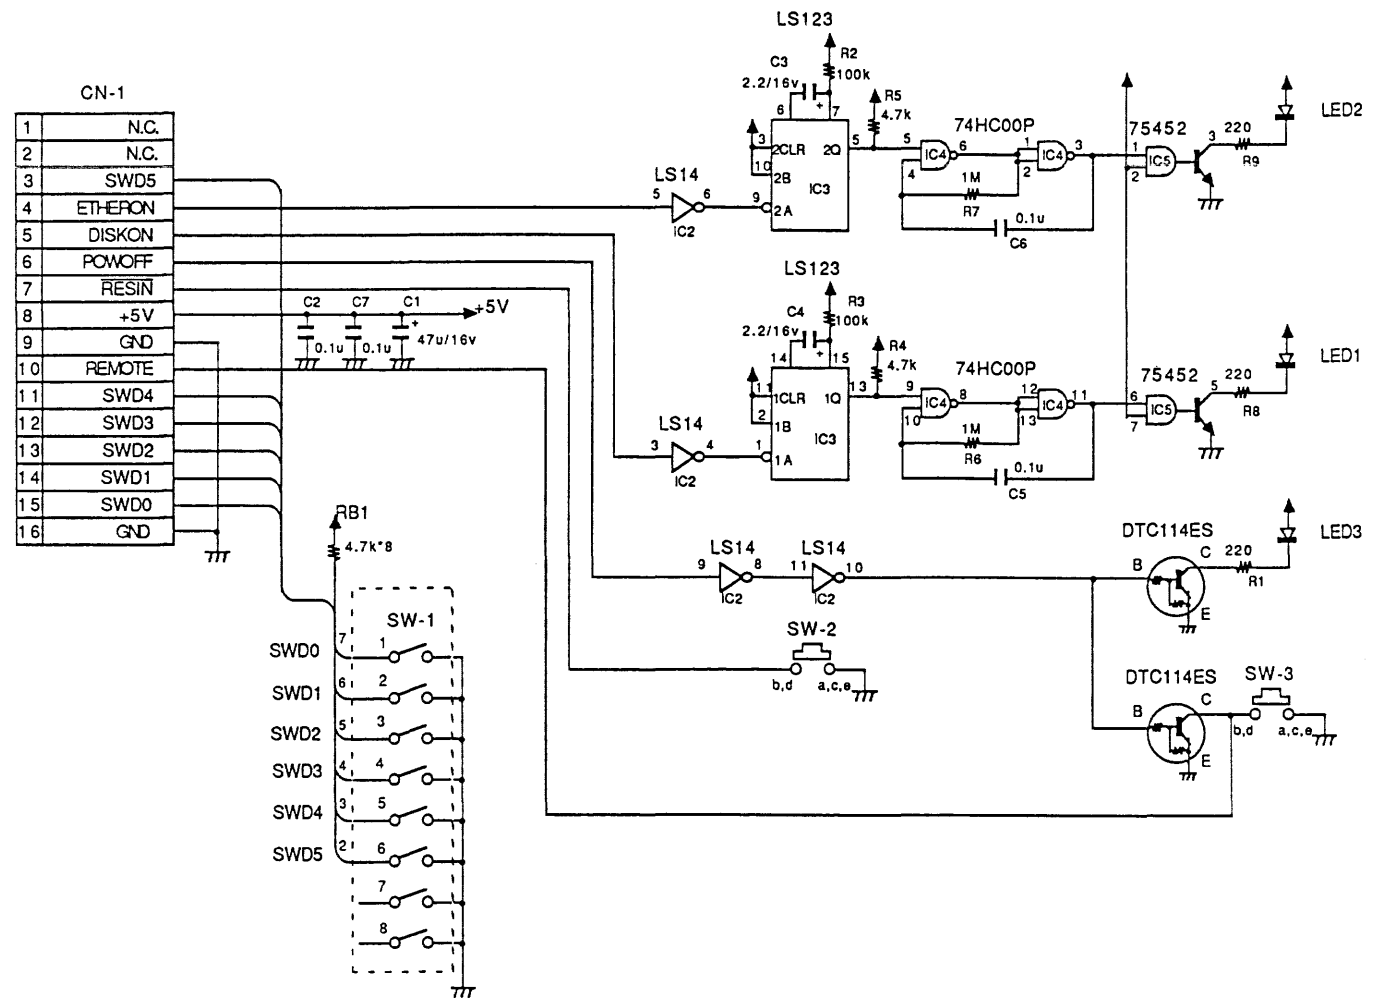 CN-1
1 N.C.
2 N.C.
3 SWD5
4 ETHERON
5 DISKON
6 POWOFF
7 RESIN
8 +5V
9 GND
10 REMOTE
11 SWD4
12 SWD3
13 SWD2
14 SWD1
15 SWD0
16 GND
C2 C7 C1 +5V
0.1u 0.1u + 47u/16v
LS123
C3 R2
2.2/16v 100k
+
6 7
R5
4.7k
3 2CLR 2Q 5
10 2B
IC3
9 2A
LS14
5 6
IC2
74HC00P
5 IC4 6
4
1 IC4 3
2
1M
R7
0.1u
C6
75452
1 IC5
2
3 220
R9
LED2
LS123
C4 R3
2.2/16v 100k
+
14 15
R4
4.7k
11 1CLR 1Q 13
2 1B
IC3
1 1A
LS14
3 4
IC2
74HC00P
9 IC4 8
10
12 IC4 11
13
1M
R6
0.1u
C5
75452
6 IC5
7
5 220
R8
LED1
LS14 LS14
9 8 11 10
IC2 IC2
DTC114ES
B C E
220
R1
LED3
SW-2
b,d a,c,e
DTC114ES
B C E
SW-3
b,d a,c,e
RB1
4.7k*8
SW-1
SWD0 7 1
SWD1 6 2
SWD2 5 3
SWD3 4 4
SWD4 3 5
SWD5 2 6
7
8